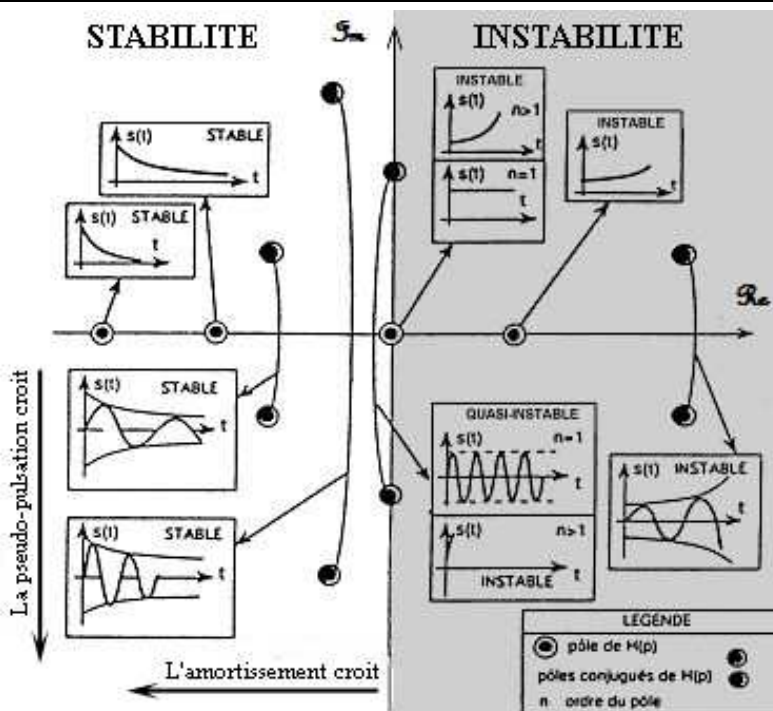 STABILITE
ℐm
INSTABILITE
s(t) STABLE
t
s(t) STABLE
t
INSTABLE
s(t) n>1
t
s(t) n=1
t
INSTABLE
s(t)
t
ℛe
s(t) STABLE
t
s(t) STABLE
t
QUASI-INSTABLE
s(t) n=1
t
s(t) n>1
INSTABLE t
s(t) INSTABLE
t
La pseudo-pulsation croit
L'amortissement croit
LEGENDE
pôle de H(p)
pôles conjugués de H(p)
n ordre du pôle